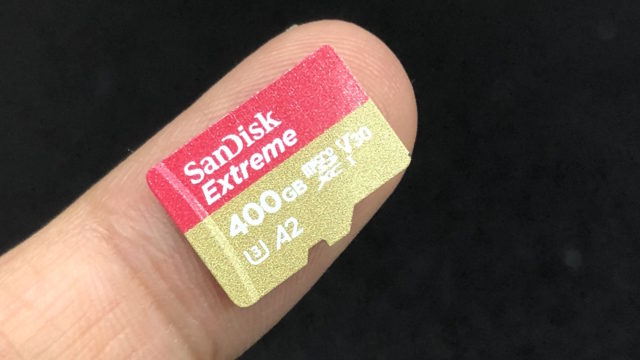 SanDisk
Extreme
400GB microSD XC I V30
U3 A2